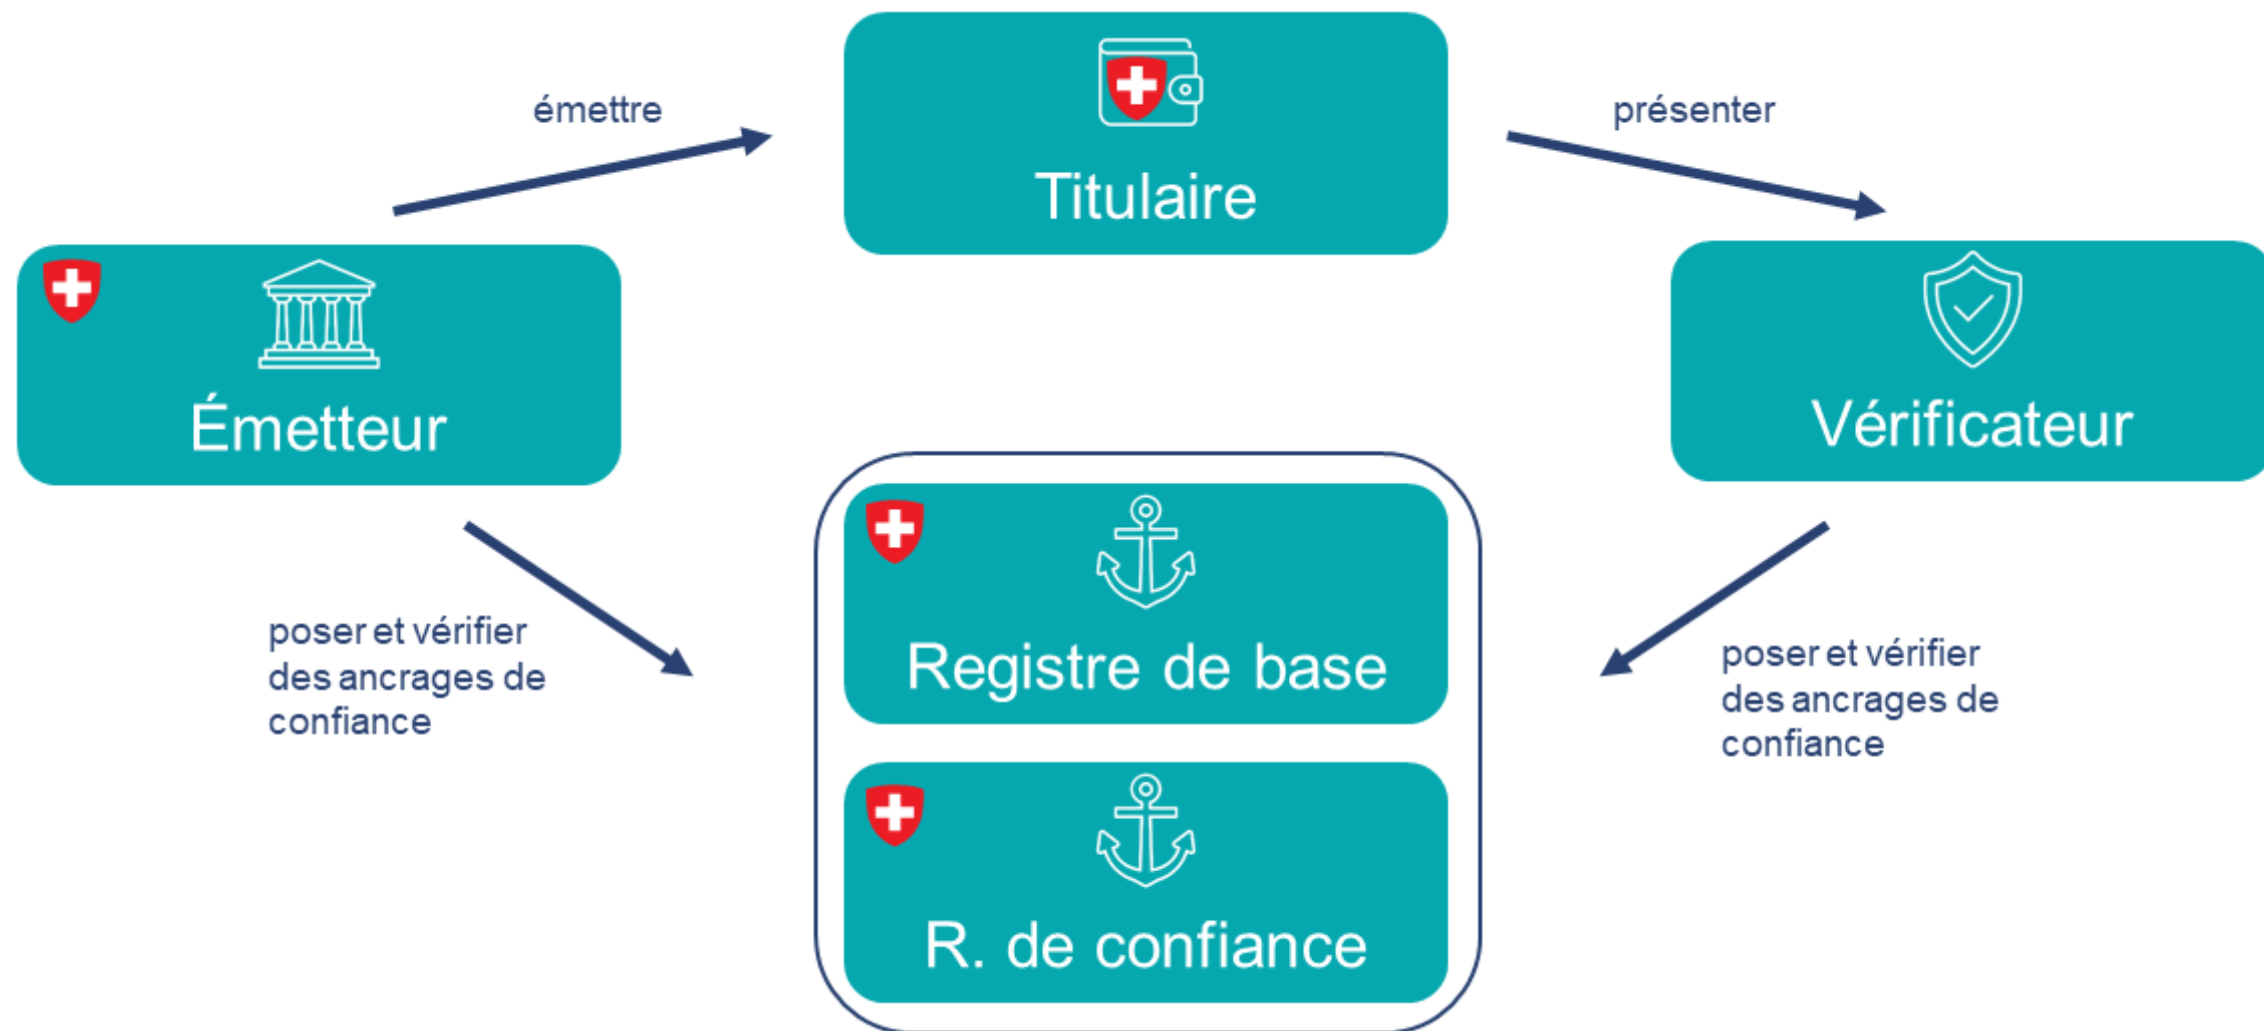 émettre
présenter
Titulaire
Émetteur
Vérificateur
poser et vérifier
des ancrages de
confiance
Registre de base
poser et vérifier
des ancrages de
confiance
R. de confiance